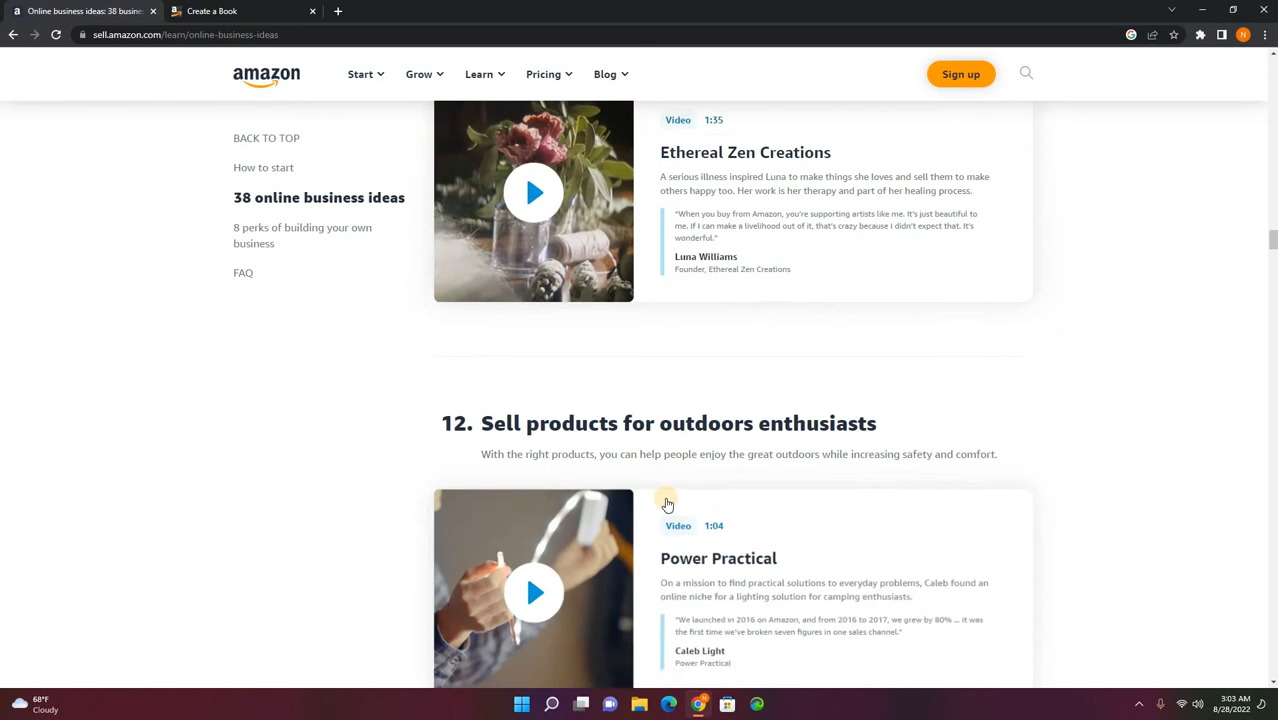 Online business ideas: 38 busines
Create a Book
sell.amazon.com/learn/online-business-ideas
N
amazon
Start
Grow
Learn
Pricing
Blog
Sign up
BACK TO TOP
How to start
38 online business ideas
8 perks of building your own
business
FAQ
Video 1:35
Ethereal Zen Creations
A serious illness inspired Luna to make things she loves and sell them to make
others happy too. Her work is her therapy and part of her healing process.
“When you buy from Amazon, you’re supporting artists like me. It’s just beautiful to
me. If I can make a livelihood out of it, that’s crazy because I didn’t expect that. It’s
wonderful.”
Luna Williams
Founder, Ethereal Zen Creations
12. Sell products for outdoors enthusiasts
With the right products, you can help people enjoy the great outdoors while increasing safety and comfort.
Video 1:04
Power Practical
On a mission to find practical solutions to everyday problems, Caleb found an
online niche for a lighting solution for camping enthusiasts.
“We launched in 2016 on Amazon, and from 2016 to 2017, we grew by 80% ... it was
the first time we’ve broken seven figures in one sales channel.”
Caleb Light
Power Practical
68°F
Cloudy
3:03 AM
8/28/2022